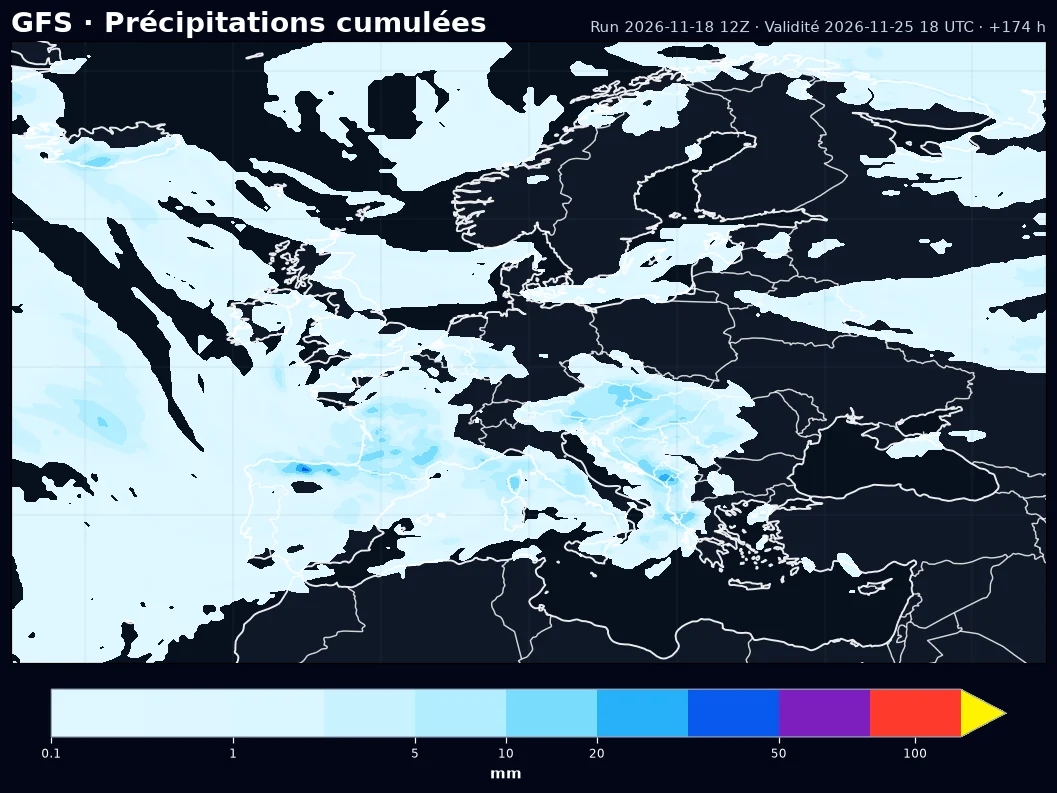 GFS · Précipitations cumulées
Run 2026-11-18 12Z · Validité 2026-11-25 18 UTC · +174 h
0.1 1 5 10 20 50 100
mm